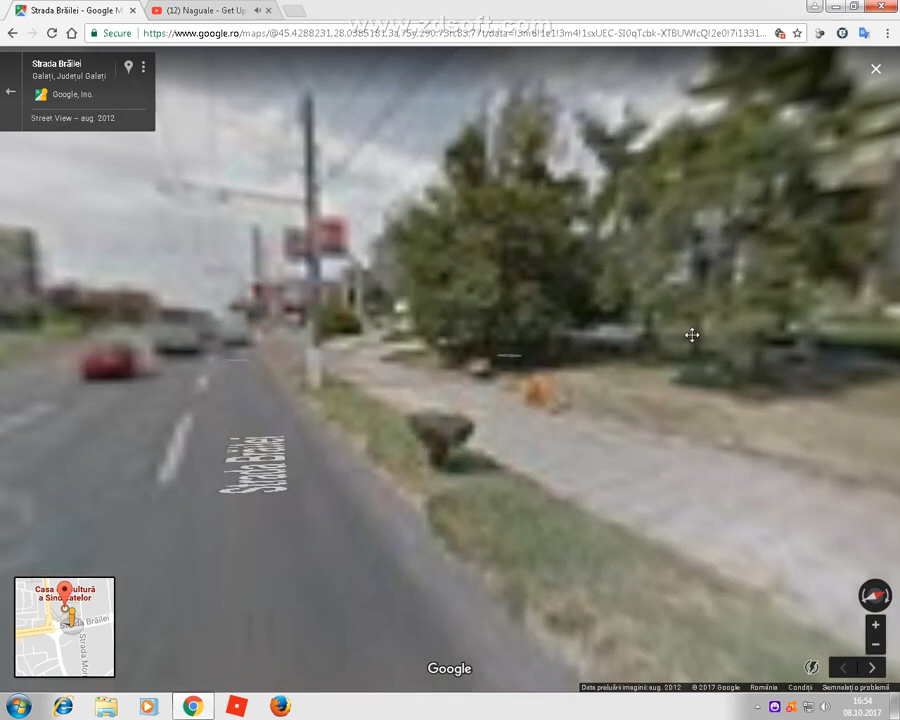 Strada Brăilei - Google M
(12) Naguale - Get Up
www.zdsoft.com
Secure
https://www.google.ro/maps/@45.4288231,28.0385181,3a,75y,290.73h,83.77t/data=!3m6!1e1!3m4!1sxUEC-SI0qTcbk-XTBUWfcQ!2e0!7i1331...
Strada Brăilei
Galați, Județul Galați
Google, Inc.
Street View - aug. 2012
Strada Brăilei
Casa de Cultură
a Sindicatelor
Strada Brăilei
Strada Mor
Google
Data preluării imaginii: aug. 2012 © 2017 Google România Condiții Semnalați o problemă
16:54
08.10.2017